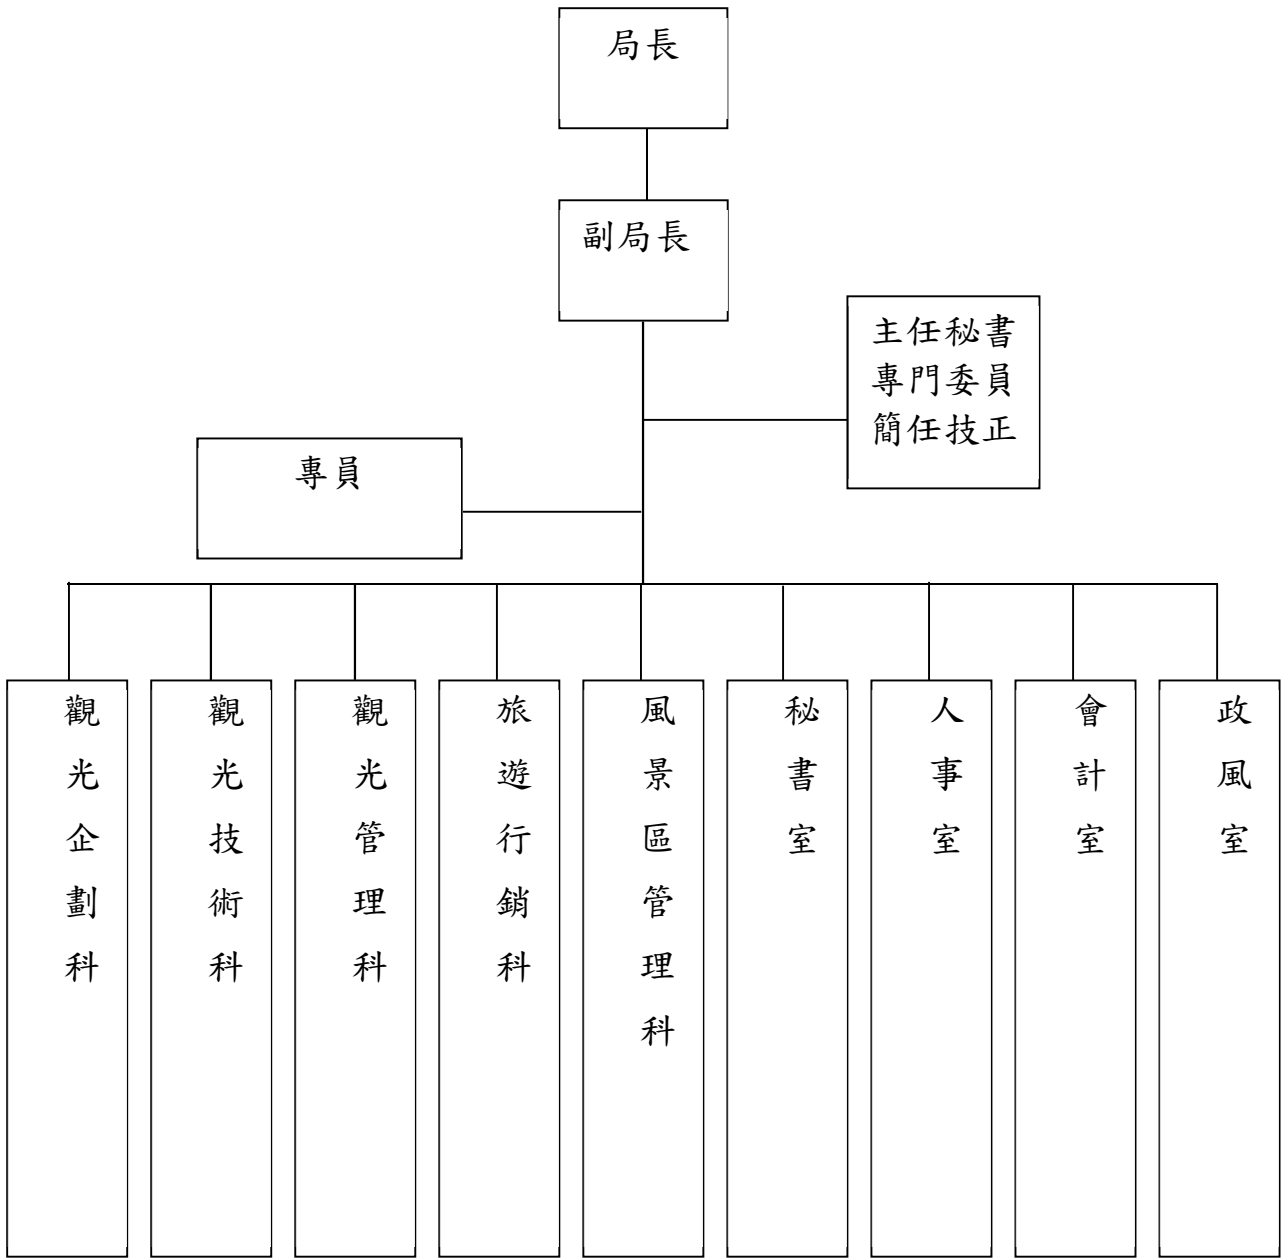 局長
副局長
主任秘書
專門委員
簡任技正
專員
觀光企劃科
觀光技術科
觀光管理科
旅遊行銷科
風景區管理科
秘書室
人事室
會計室
政風室